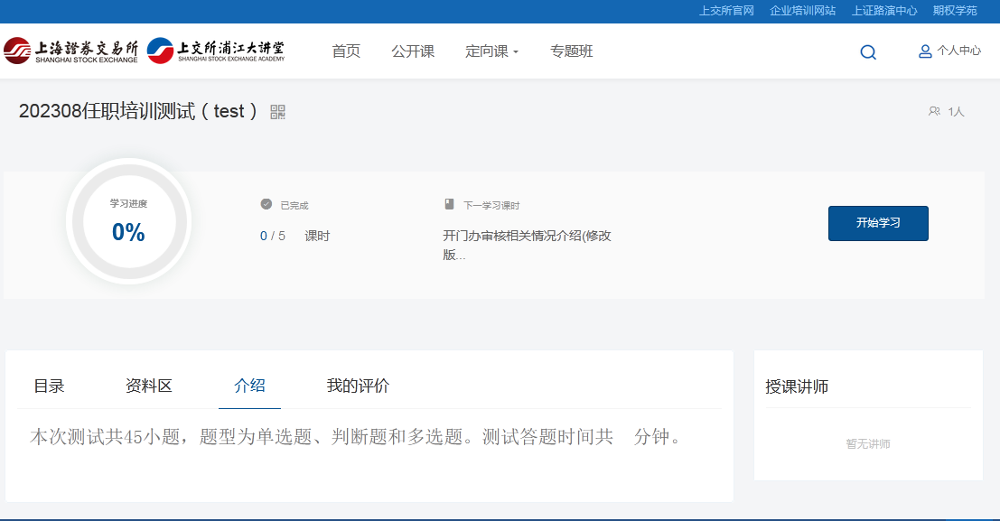 上交所官网 企业培训网站 上证路演中心 期权学苑
上海證券交易所 上交所浦江大讲堂
SHANGHAI STOCK EXCHANGE SHANGHAI STOCK EXCHANGE ACADEMY
首页 公开课 定向课 专题班 个人中心
202308任职培训测试（test） 1人
学习进度 已完成 下一学习课时
0% 0 / 5 课时 开门办审核相关情况介绍(修改
版... 开始学习
目录 资料区 介绍 我的评价
本次测试共45小题，题型为单选题、判断题和多选题。测试答题时间共 分钟。
授课讲师
暂无讲师